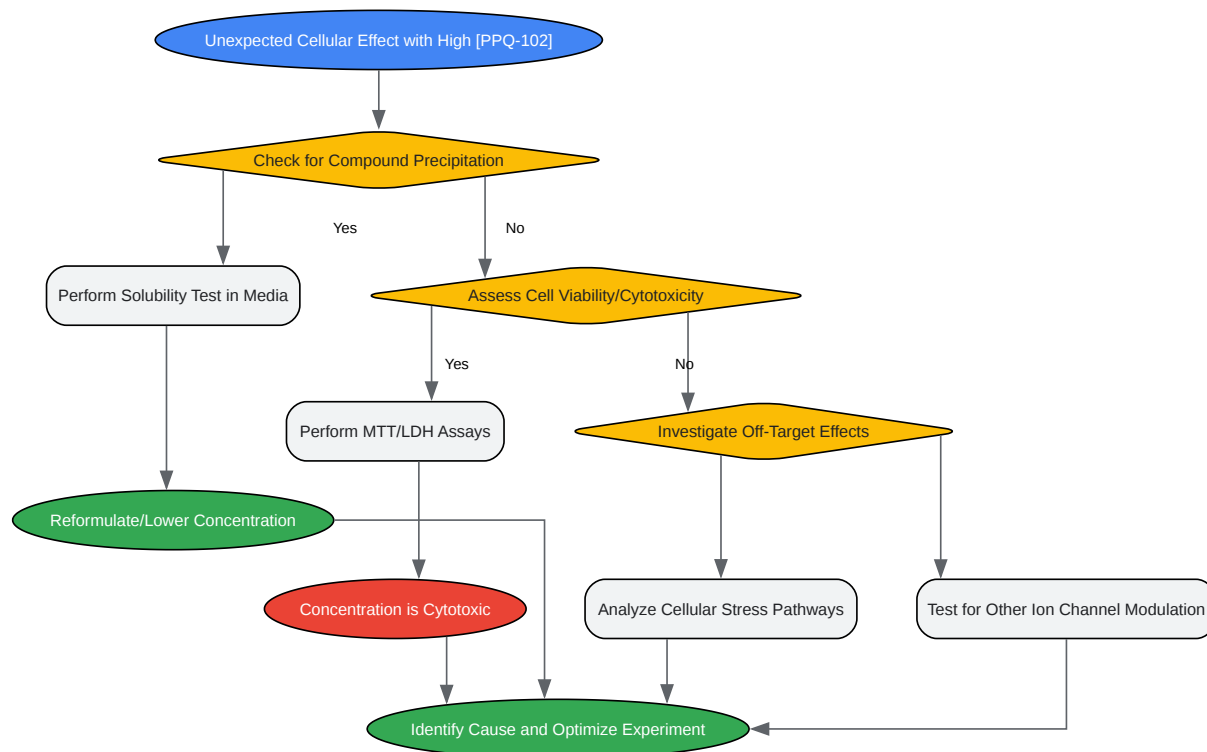 Unexpected Cellular Effect with High [PPQ-102]
Check for Compound Precipitation
Yes
No
Perform Solubility Test in Media
Assess Cell Viability/Cytotoxicity
Yes
No
Perform MTT/LDH Assays
Investigate Off-Target Effects
Reformulate/Lower Concentration
Concentration is Cytotoxic
Analyze Cellular Stress Pathways
Test for Other Ion Channel Modulation
Identify Cause and Optimize Experiment